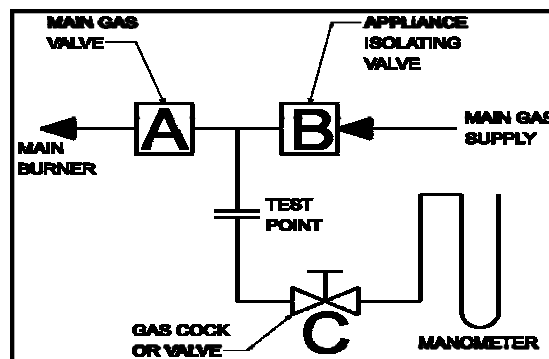 MAIN GAS
VALVE
APPLIANCE
ISOLATING
VALVE
A
B
MAIN
BURNER
MAIN GAS
SUPPLY
TEST
POINT
GAS COCK
OR VALVE
C
MANOMETER